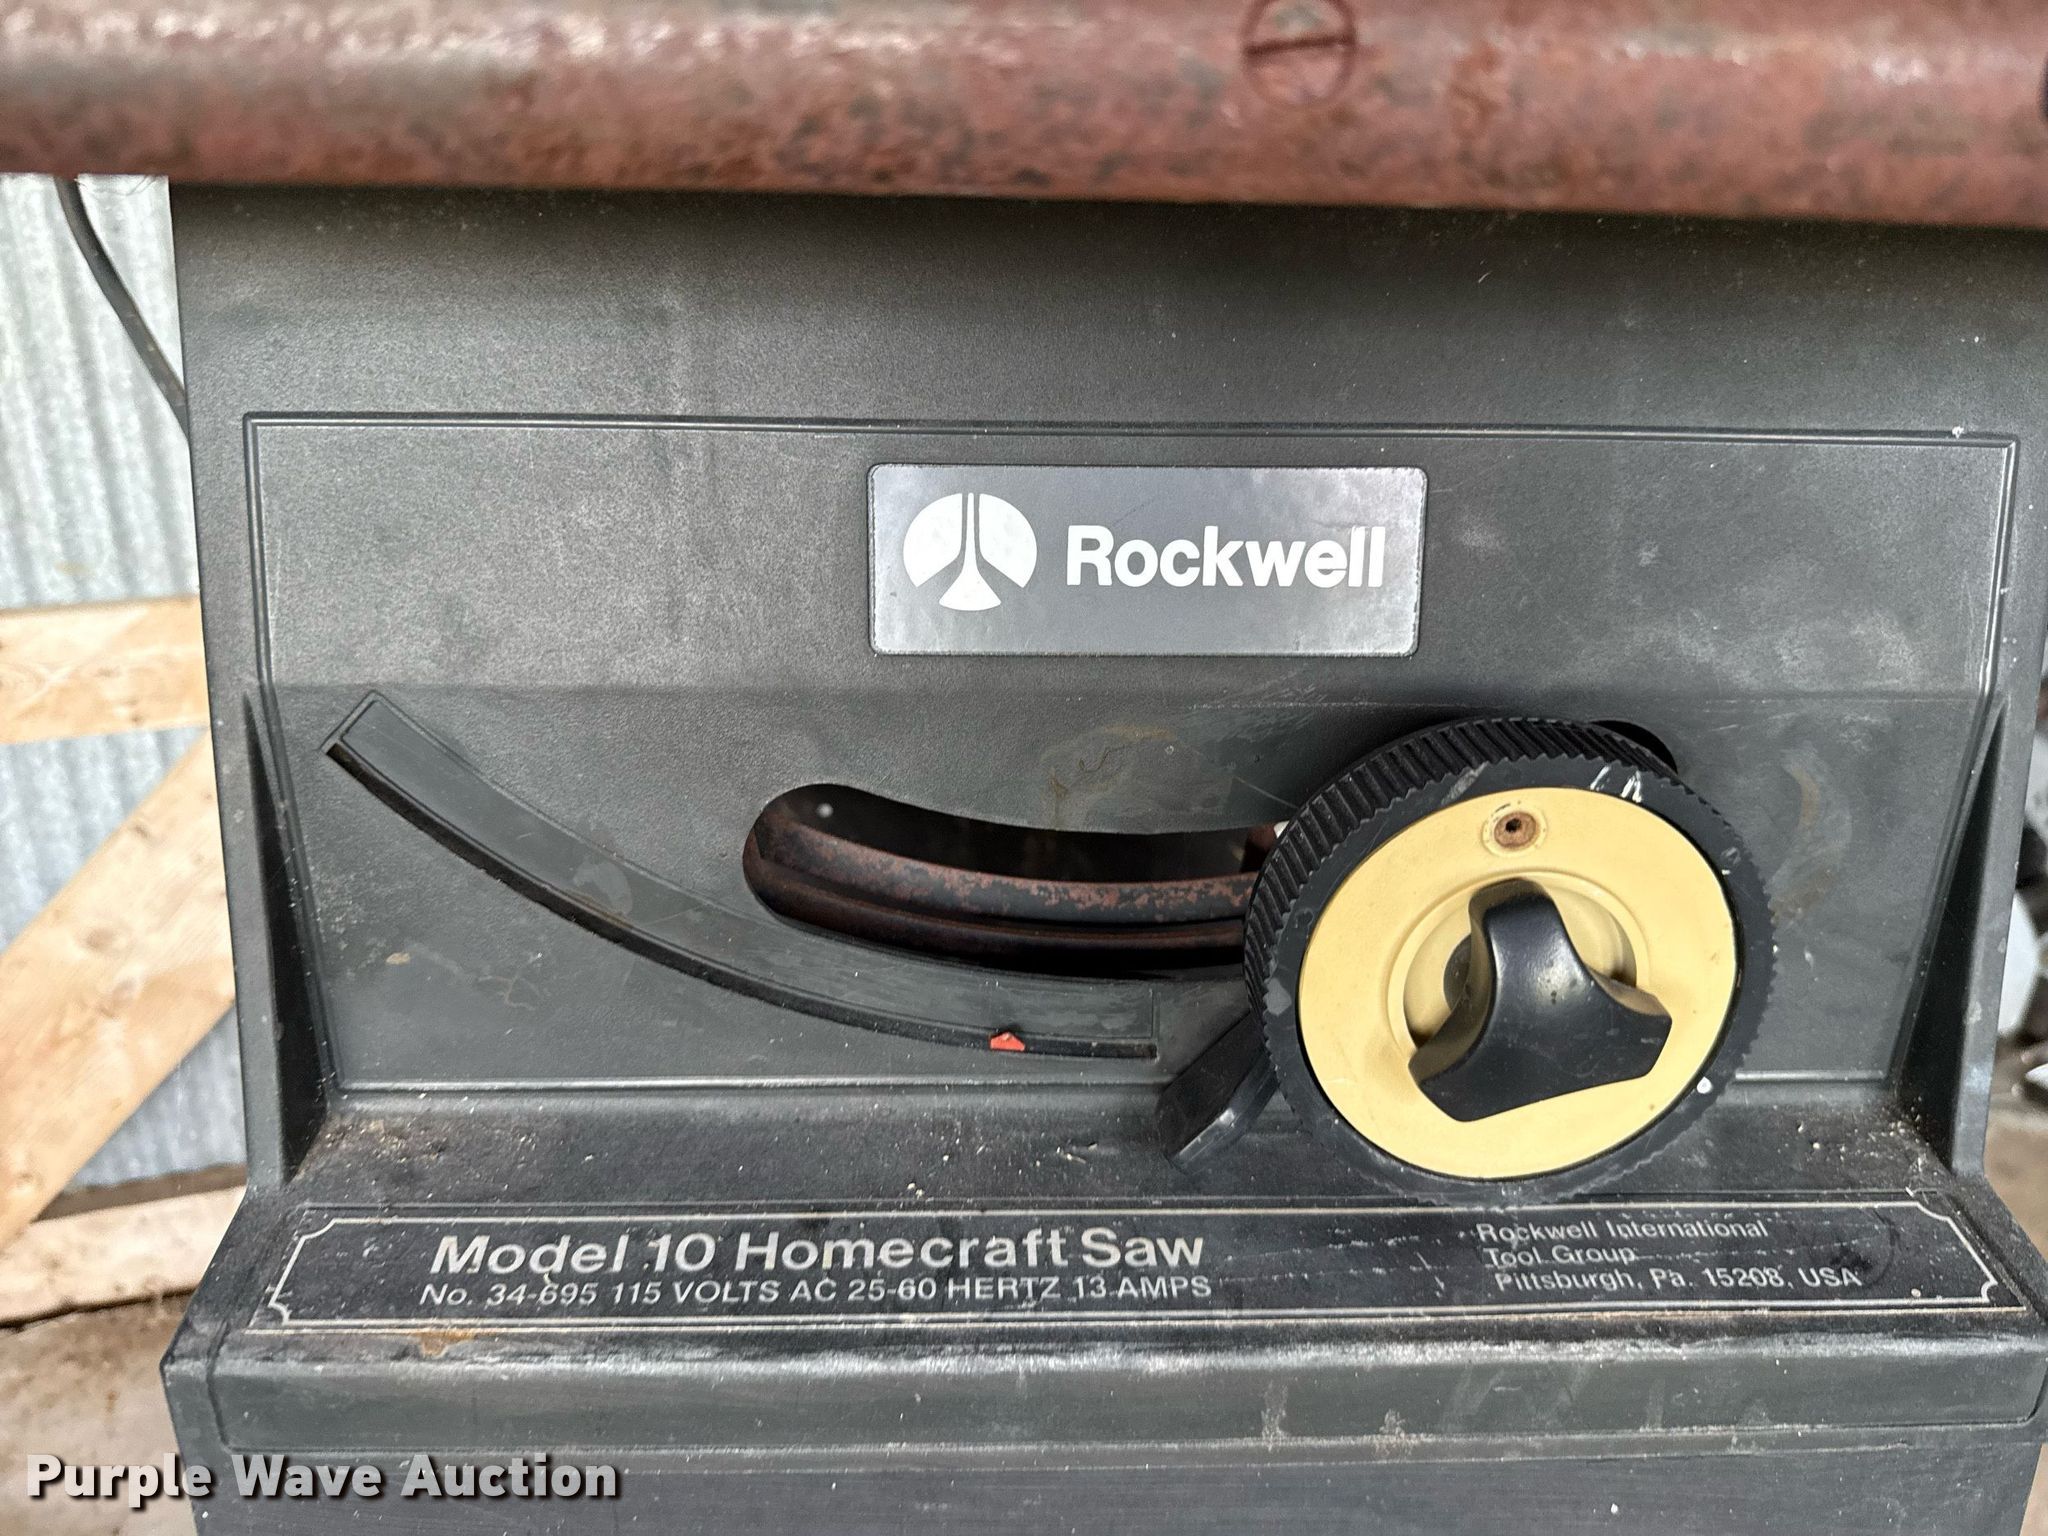 Rockwell
Model 10 Homecraft Saw
No. 34-695 115 VOLTS AC 25-60 HERTZ 13 AMPS
Rockwell International
Tool Group
Pittsburgh, Pa. 15208, USA
Purple Wave Auction